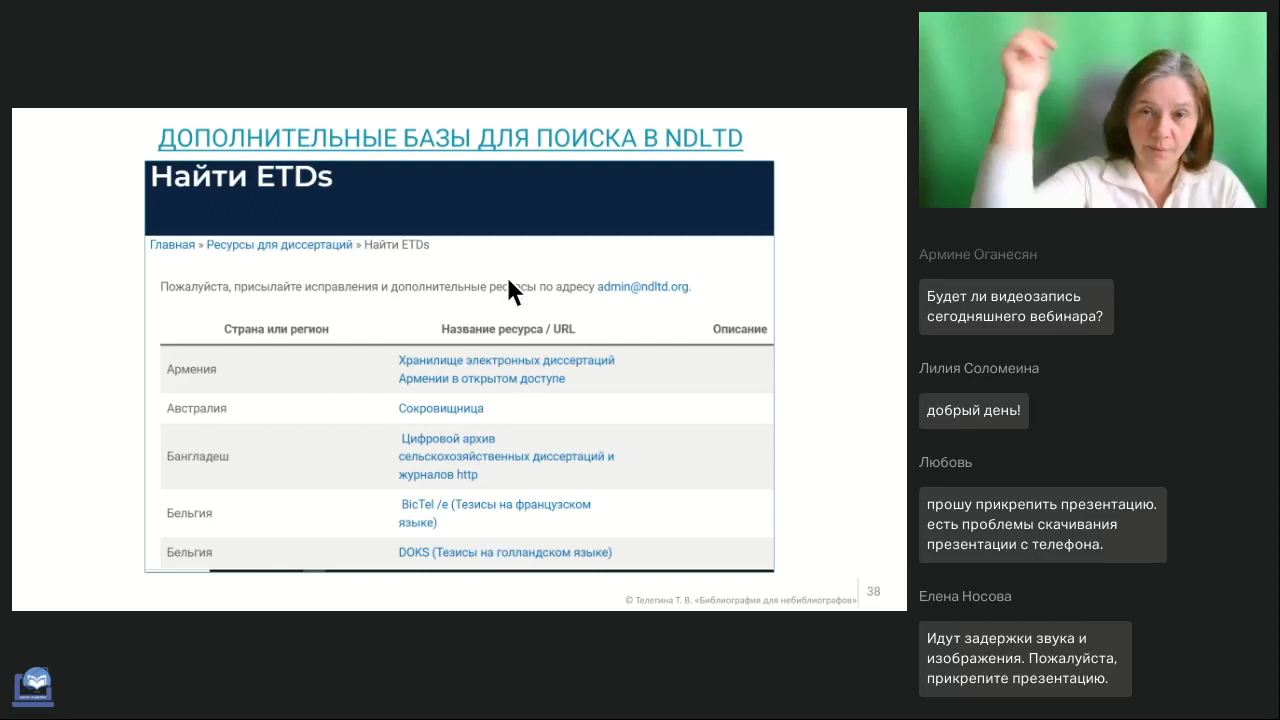 ДОПОЛНИТЕЛЬНЫЕ БАЗЫ ДЛЯ ПОИСКА В NDLTD
Найти ETDs
Главная » Ресурсы для диссертаций » Найти ETDs
Пожалуйста, присылайте исправления и дополнительные ресурсы по адресу admin@ndltd.org.
Страна или регион Название ресурса / URL Описание
Армения
Хранилище электронных диссертаций
Армении в открытом доступе
Австралия Сокровищница
Бангладеш
Цифровой архив
сельскохозяйственных диссертаций и
журналов http
Бельгия
BicTel /e (Тезисы на французском
языке)
Бельгия DOKS (Тезисы на голландском языке)
© Телегина Т. В. «Библиография для небиблиографов» 38
Армине Оганесян
Будет ли видеозапись
сегодняшнего вебинара?
Лилия Соломеина
добрый день!
Любовь
прошу прикрепить презентацию.
есть проблемы скачивания
презентации с телефона.
Елена Носова
Идут задержки звука и
изображения. Пожалуйста,
прикрепите презентацию.